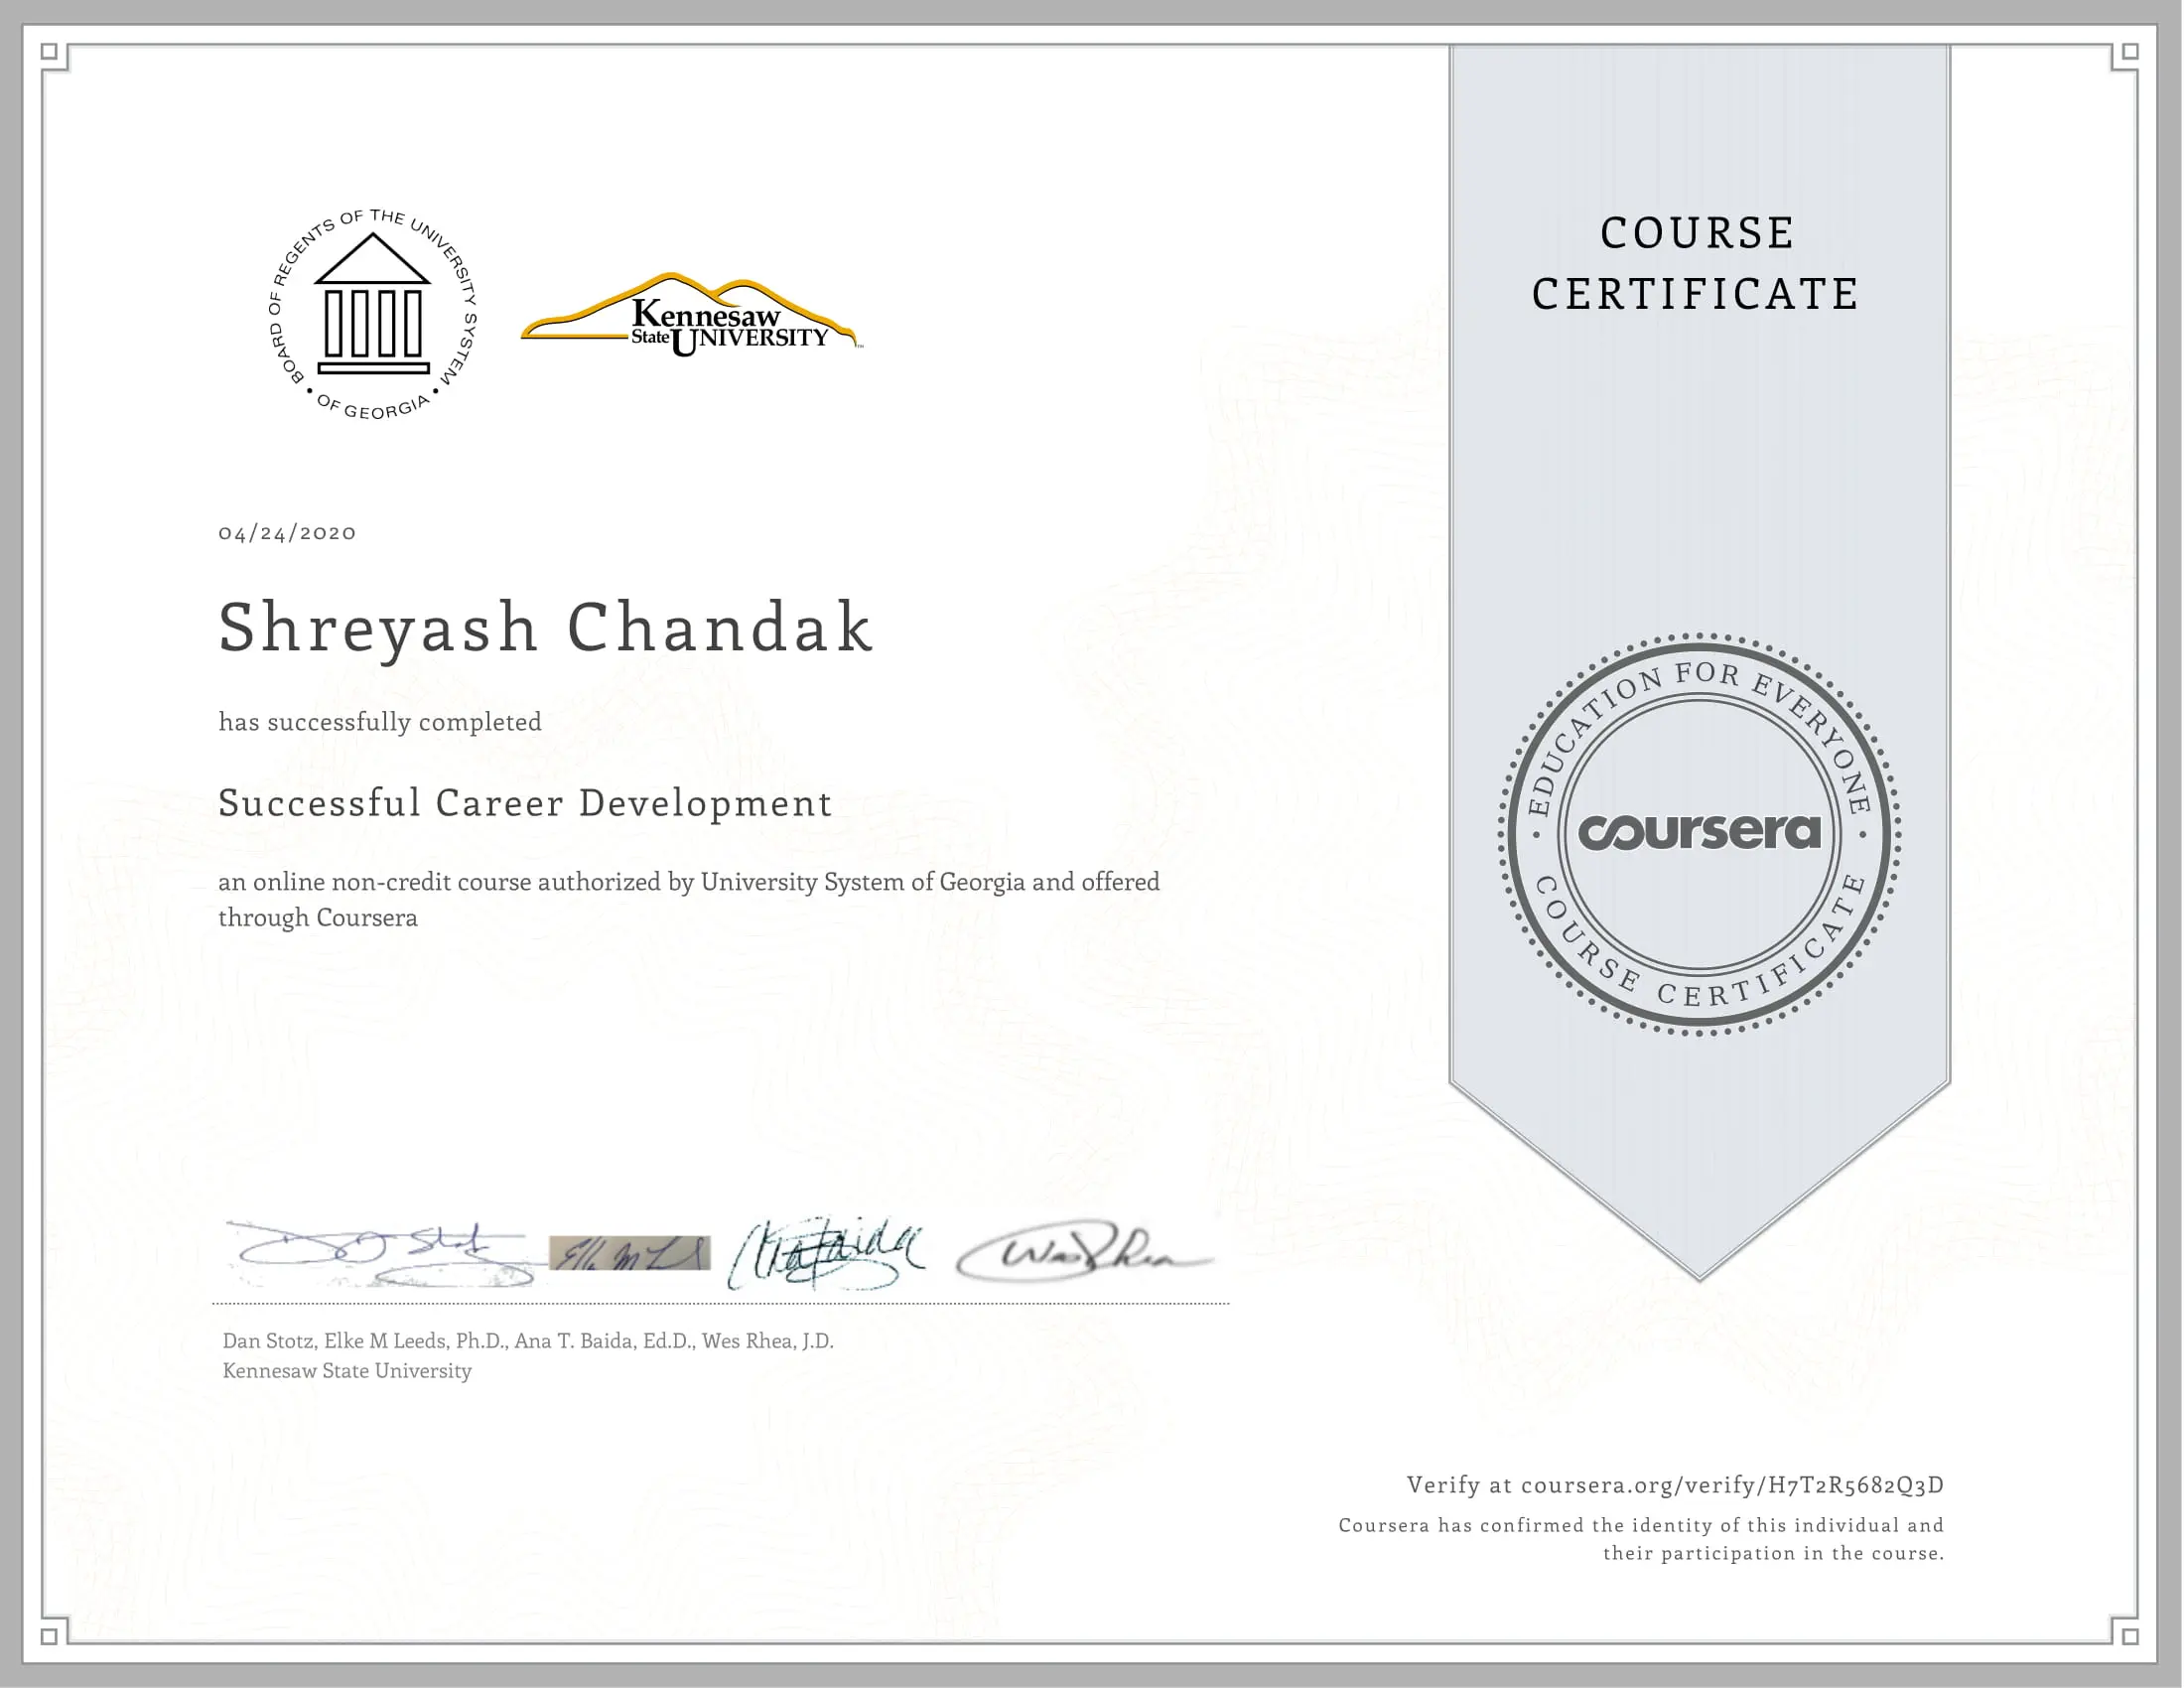 BOARD OF REGENTS OF THE UNIVERSITY SYSTEM
• OF GEORGIA •
Kennesaw
State UNIVERSITY
™
COURSE
CERTIFICATE
04/24/2020
Shreyash Chandak
has successfully completed
Successful Career Development
an online non-credit course authorized by University System of Georgia and offered
through Coursera
• EDUCATION FOR EVERYONE •
coursera
COURSE CERTIFICATE
Dan Stotz, Elke M Leeds, Ph.D., Ana T. Baida, Ed.D., Wes Rhea, J.D.
Kennesaw State University
Verify at coursera.org/verify/H7T2R5682Q3D
Coursera has confirmed the identity of this individual and
their participation in the course.